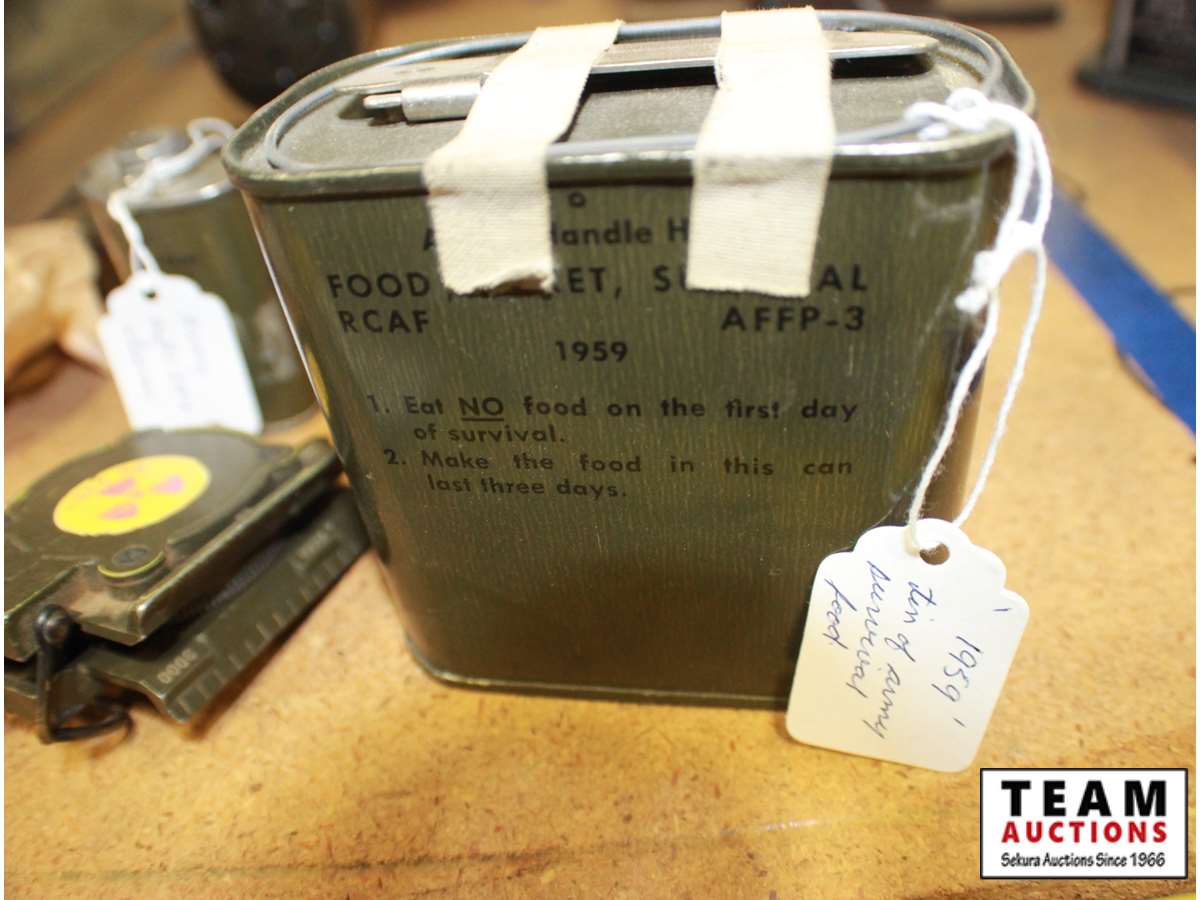 Handle H
FOOD
RCAF AFFP-3
1959
1. Eat NO food on the first day
of survival.
2. Make the food in this can
last three days.
'1959'
tin of army
survival
food
3000
TEAM
AUCTIONS
Sekura Auctions Since 1966